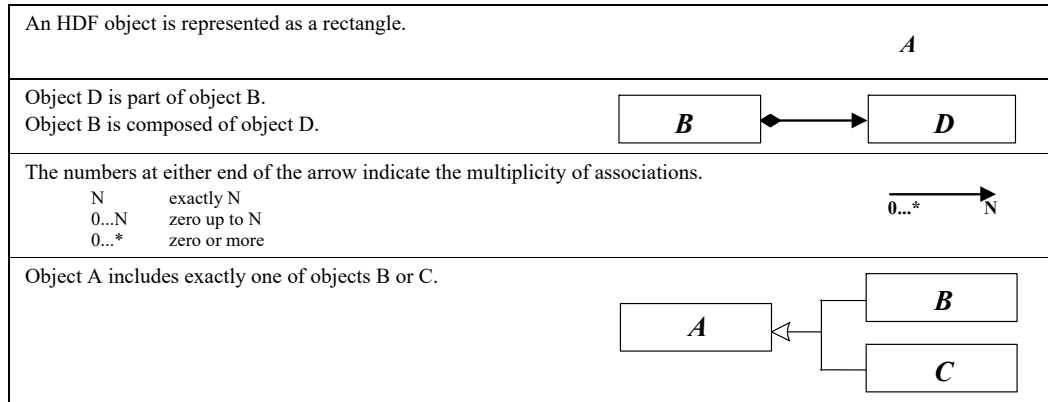 An HDF object is represented as a rectangle.
A
Object D is part of object B.
Object B is composed of object D.
B D
The numbers at either end of the arrow indicate the multiplicity of associations.
N exactly N
0...N zero up to N
0...* zero or more
0...* N
Object A includes exactly one of objects B or C.
B
A
C